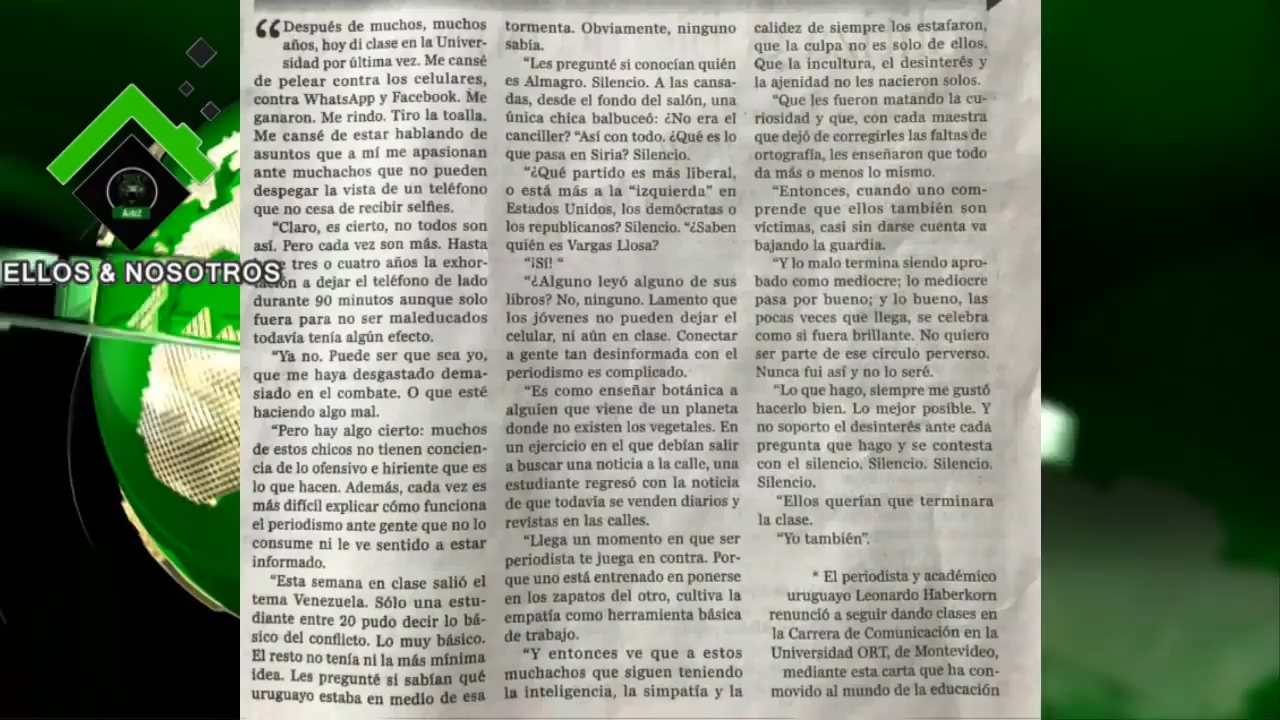 ELLOS & NOSOTROS
AdeZ
“Después de muchos, muchos
años, hoy di clase en la Univer-
sidad por última vez. Me cansé
de pelear contra los celulares,
contra WhatsApp y Facebook. Me
ganaron. Me rindo. Tiro la toalla.
Me cansé de estar hablando de
asuntos que a mí me apasionan
ante muchachos que no pueden
despegar la vista de un teléfono
que no cesa de recibir selfies.
“Claro, es cierto, no todos son
así. Pero cada vez son más. Hasta
tres o cuatro años la exhor-
a dejar el teléfono de lado
durante 90 minutos aunque solo
fuera para no ser maleducados
todavía tenía algún efecto.
“Ya no. Puede ser que sea yo,
que me haya desgastado dema-
siado en el combate. O que esté
haciendo algo mal.
“Pero hay algo cierto: muchos
de estos chicos no tienen concien-
cia de lo ofensivo e hiriente que es
lo que hacen. Además, cada vez es
más difícil explicar cómo funciona
el periodismo ante gente que no lo
consume ni le ve sentido a estar
informado.
“Esta semana en clase salió el
tema Venezuela. Sólo una estu-
diante entre 20 pudo decir lo bá-
sico del conflicto. Lo muy básico.
El resto no tenía ni la más mínima
idea. Les pregunté si sabían qué
uruguayo estaba en medio de esa
tormenta. Obviamente, ninguno
sabía.
“Les pregunté si conocían quién
es Almagro. Silencio. A las cansa-
das, desde el fondo del salón, una
única chica balbuceó: ¿No era el
canciller? “Así con todo. ¿Qué es lo
que pasa en Siria? Silencio.
“¿Qué partido es más liberal,
o está más a la “izquierda” en
Estados Unidos, los demócratas o
los republicanos? Silencio. “¿Saben
quién es Vargas Llosa?
“¡Sí! “
“¿Alguno leyó alguno de sus
libros? No, ninguno. Lamento que
los jóvenes no pueden dejar el
celular, ni aún en clase. Conectar
a gente tan desinformada con el
periodismo es complicado.
“Es como enseñar botánica a
alguien que viene de un planeta
donde no existen los vegetales. En
un ejercicio en el que debían salir
a buscar una noticia a la calle, una
estudiante regresó con la noticia
de que todavía se venden diarios y
revistas en las calles.
“Llega un momento en que ser
periodista te juega en contra. Por-
que uno está entrenado en ponerse
en los zapatos del otro, cultiva la
empatía como herramienta básica
de trabajo.
“Y entonces ve que a estos
muchachos que siguen teniendo
la inteligencia, la simpatía y la
calidez de siempre los estafaron,
que la culpa no es solo de ellos.
Que la incultura, el desinterés y
la ajenidad no les nacieron solos.
“Que les fueron matando la cu-
riosidad y que, con cada maestra
que dejó de corregirles las faltas de
ortografía, les enseñaron que todo
da más o menos lo mismo.
“Entonces, cuando uno com-
prende que ellos también son
víctimas, casi sin darse cuenta va
bajando la guardia.
“Y lo malo termina siendo apro-
bado como mediocre; lo mediocre
pasa por bueno; y lo bueno, las
pocas veces que llega, se celebra
como si fuera brillante. No quiero
ser parte de ese círculo perverso.
Nunca fui así y no lo seré.
“Lo que hago, siempre me gustó
hacerlo bien. Lo mejor posible. Y
no soporto el desinterés ante cada
pregunta que hago y se contesta
con el silencio. Silencio. Silencio.
Silencio.
“Ellos querían que terminara
la clase.
“Yo también”.
* El periodista y académico
uruguayo Leonardo Haberkorn
renunció a seguir dando clases en
la Carrera de Comunicación en la
Universidad ORT, de Montevideo,
mediante esta carta que ha con-
movido al mundo de la educación